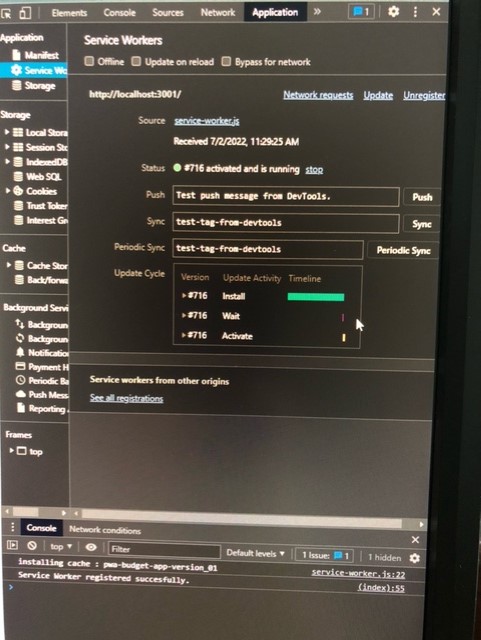 Elements Console Sources Network Application » 1
Application
Manifest
Service Wo
Storage
Storage
Local Stora
Session Sto
IndexedDB
Web SQL
Cookies
Trust Token
Interest Gr
Cache
Cache Stor
Back/forwa
Background Servi
Backgroun
Backgroun
Notificatio
Payment H
Periodic Ba
Push Mess
Reporting A
Frames
top
Service Workers
Offline Update on reload Bypass for network
http://localhost:3001/ Network requests Update Unregister
Source service-worker.js
Received 7/2/2022, 11:29:25 AM
Status #716 activated and is running stop
Push Test push message from DevTools. Push
Sync test-tag-from-devtools Sync
Periodic Sync test-tag-from-devtools Periodic Sync
Update Cycle Version Update Activity Timeline
#716 Install
#716 Wait
#716 Activate
Service workers from other origins
See all registrations
Console Network conditions
top Filter Default levels 1 Issue: 1 1 hidden
installing cache : pwa-budget-app-version_01 service-worker.js:22
Service Worker registered succesfully. (index):55